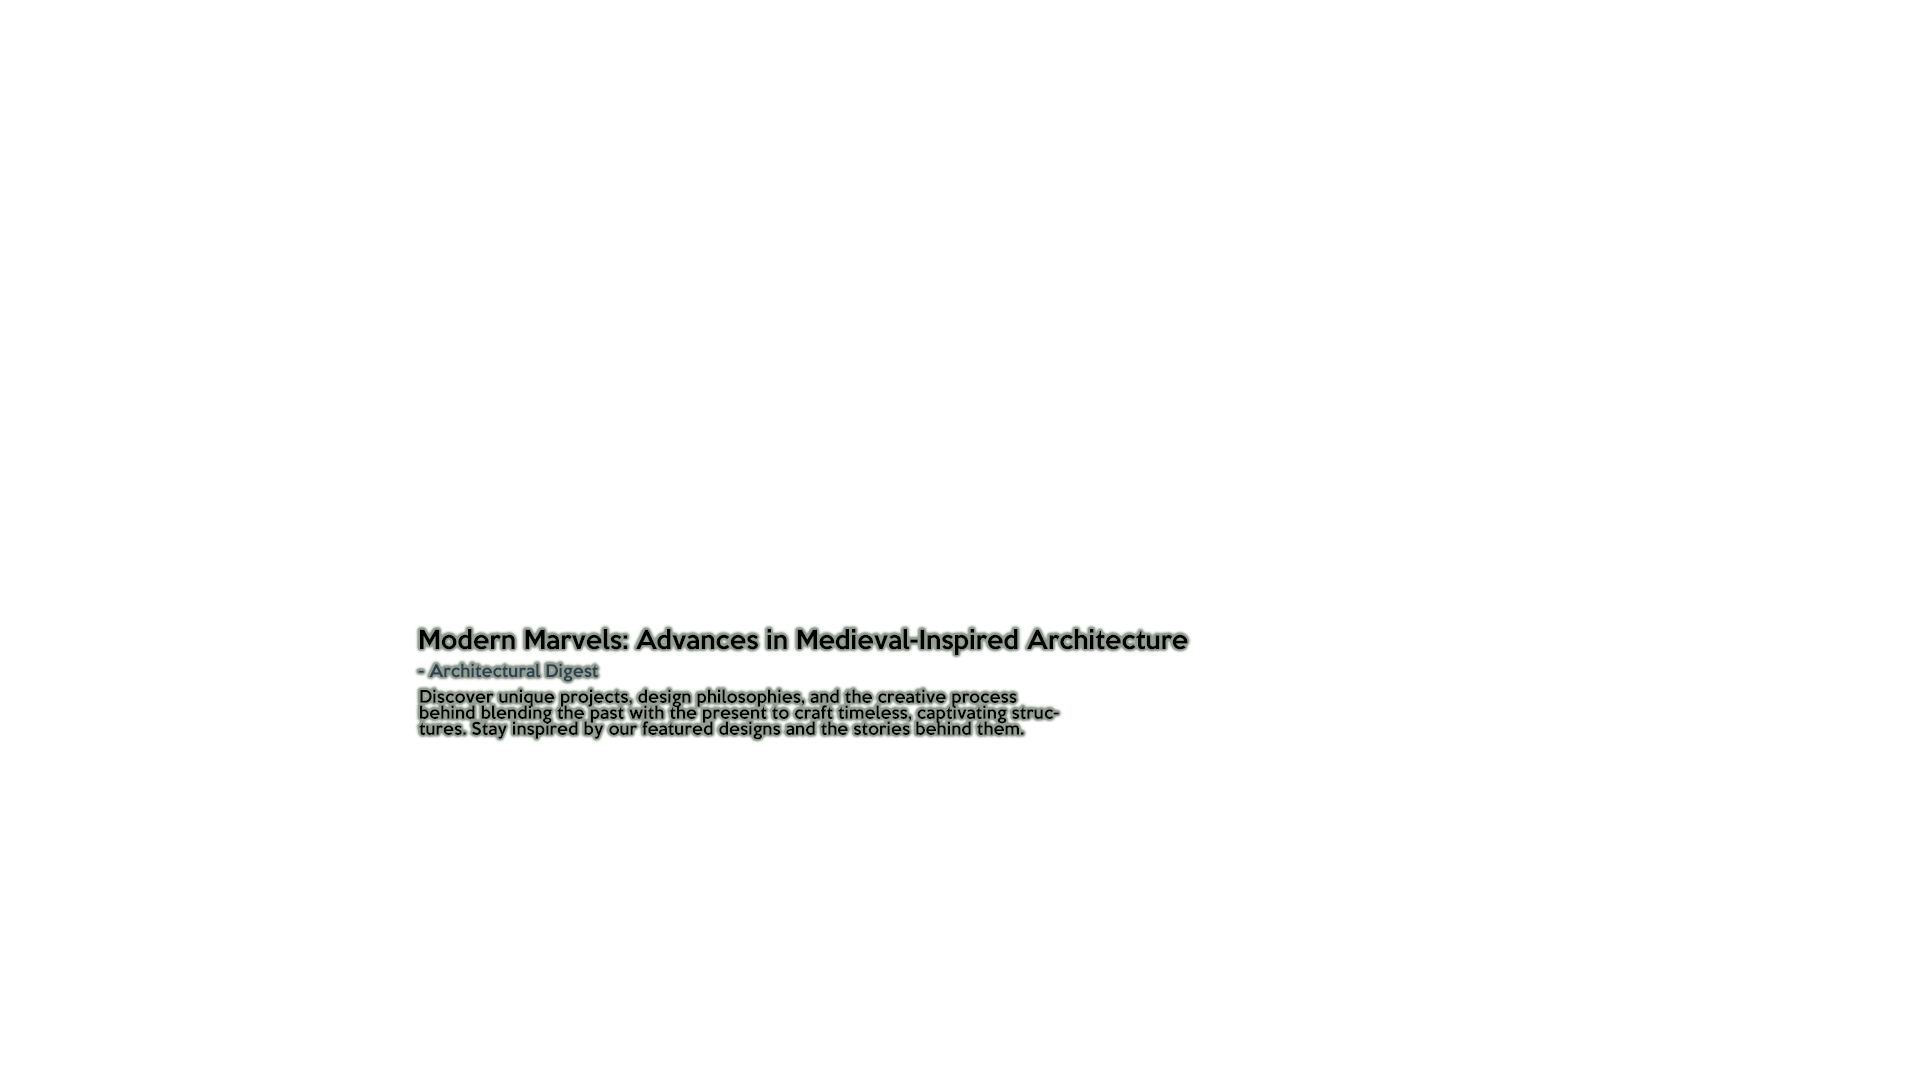 Modern Marvels: Advances in Medieval-Inspired Architecture
- Architectural Digest
Discover unique projects, design philosophies, and the creative process
behind blending the past with the present to craft timeless, captivating struc-
tures. Stay inspired by our featured designs and the stories behind them.